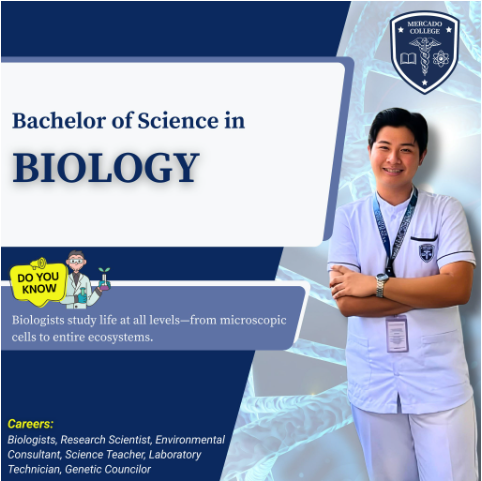 MERCADO
COLLEGE
Bachelor of Science in
BIOLOGY
DO YOU
KNOW
Biologists study life at all levels—from microscopic
cells to entire ecosystems.
Careers:
Biologists, Research Scientist, Environmental
Consultant, Science Teacher, Laboratory
Technician, Genetic Councilor